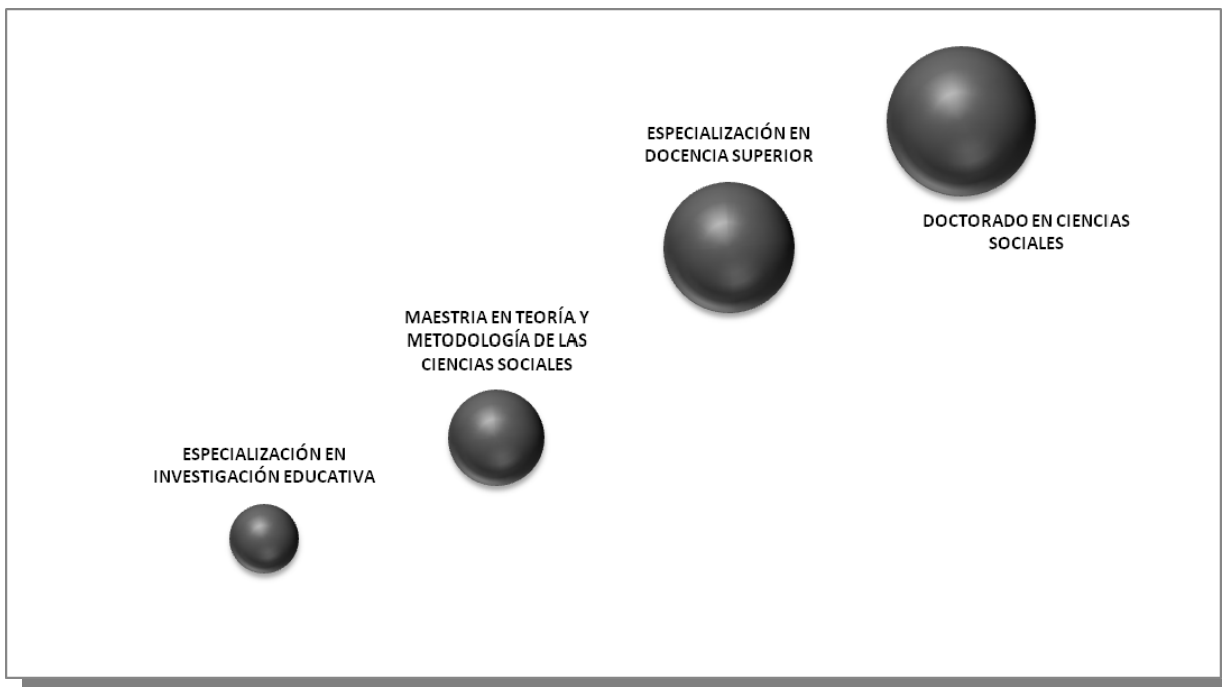 ESPECIALIZACIÓN EN
DOCENCIA SUPERIOR
DOCTORADO EN CIENCIAS
SOCIALES
MAESTRIA EN TEORÍA Y
METODOLOGÍA DE LAS
CIENCIAS SOCIALES
ESPECIALIZACIÓN EN
INVESTIGACIÓN EDUCATIVA